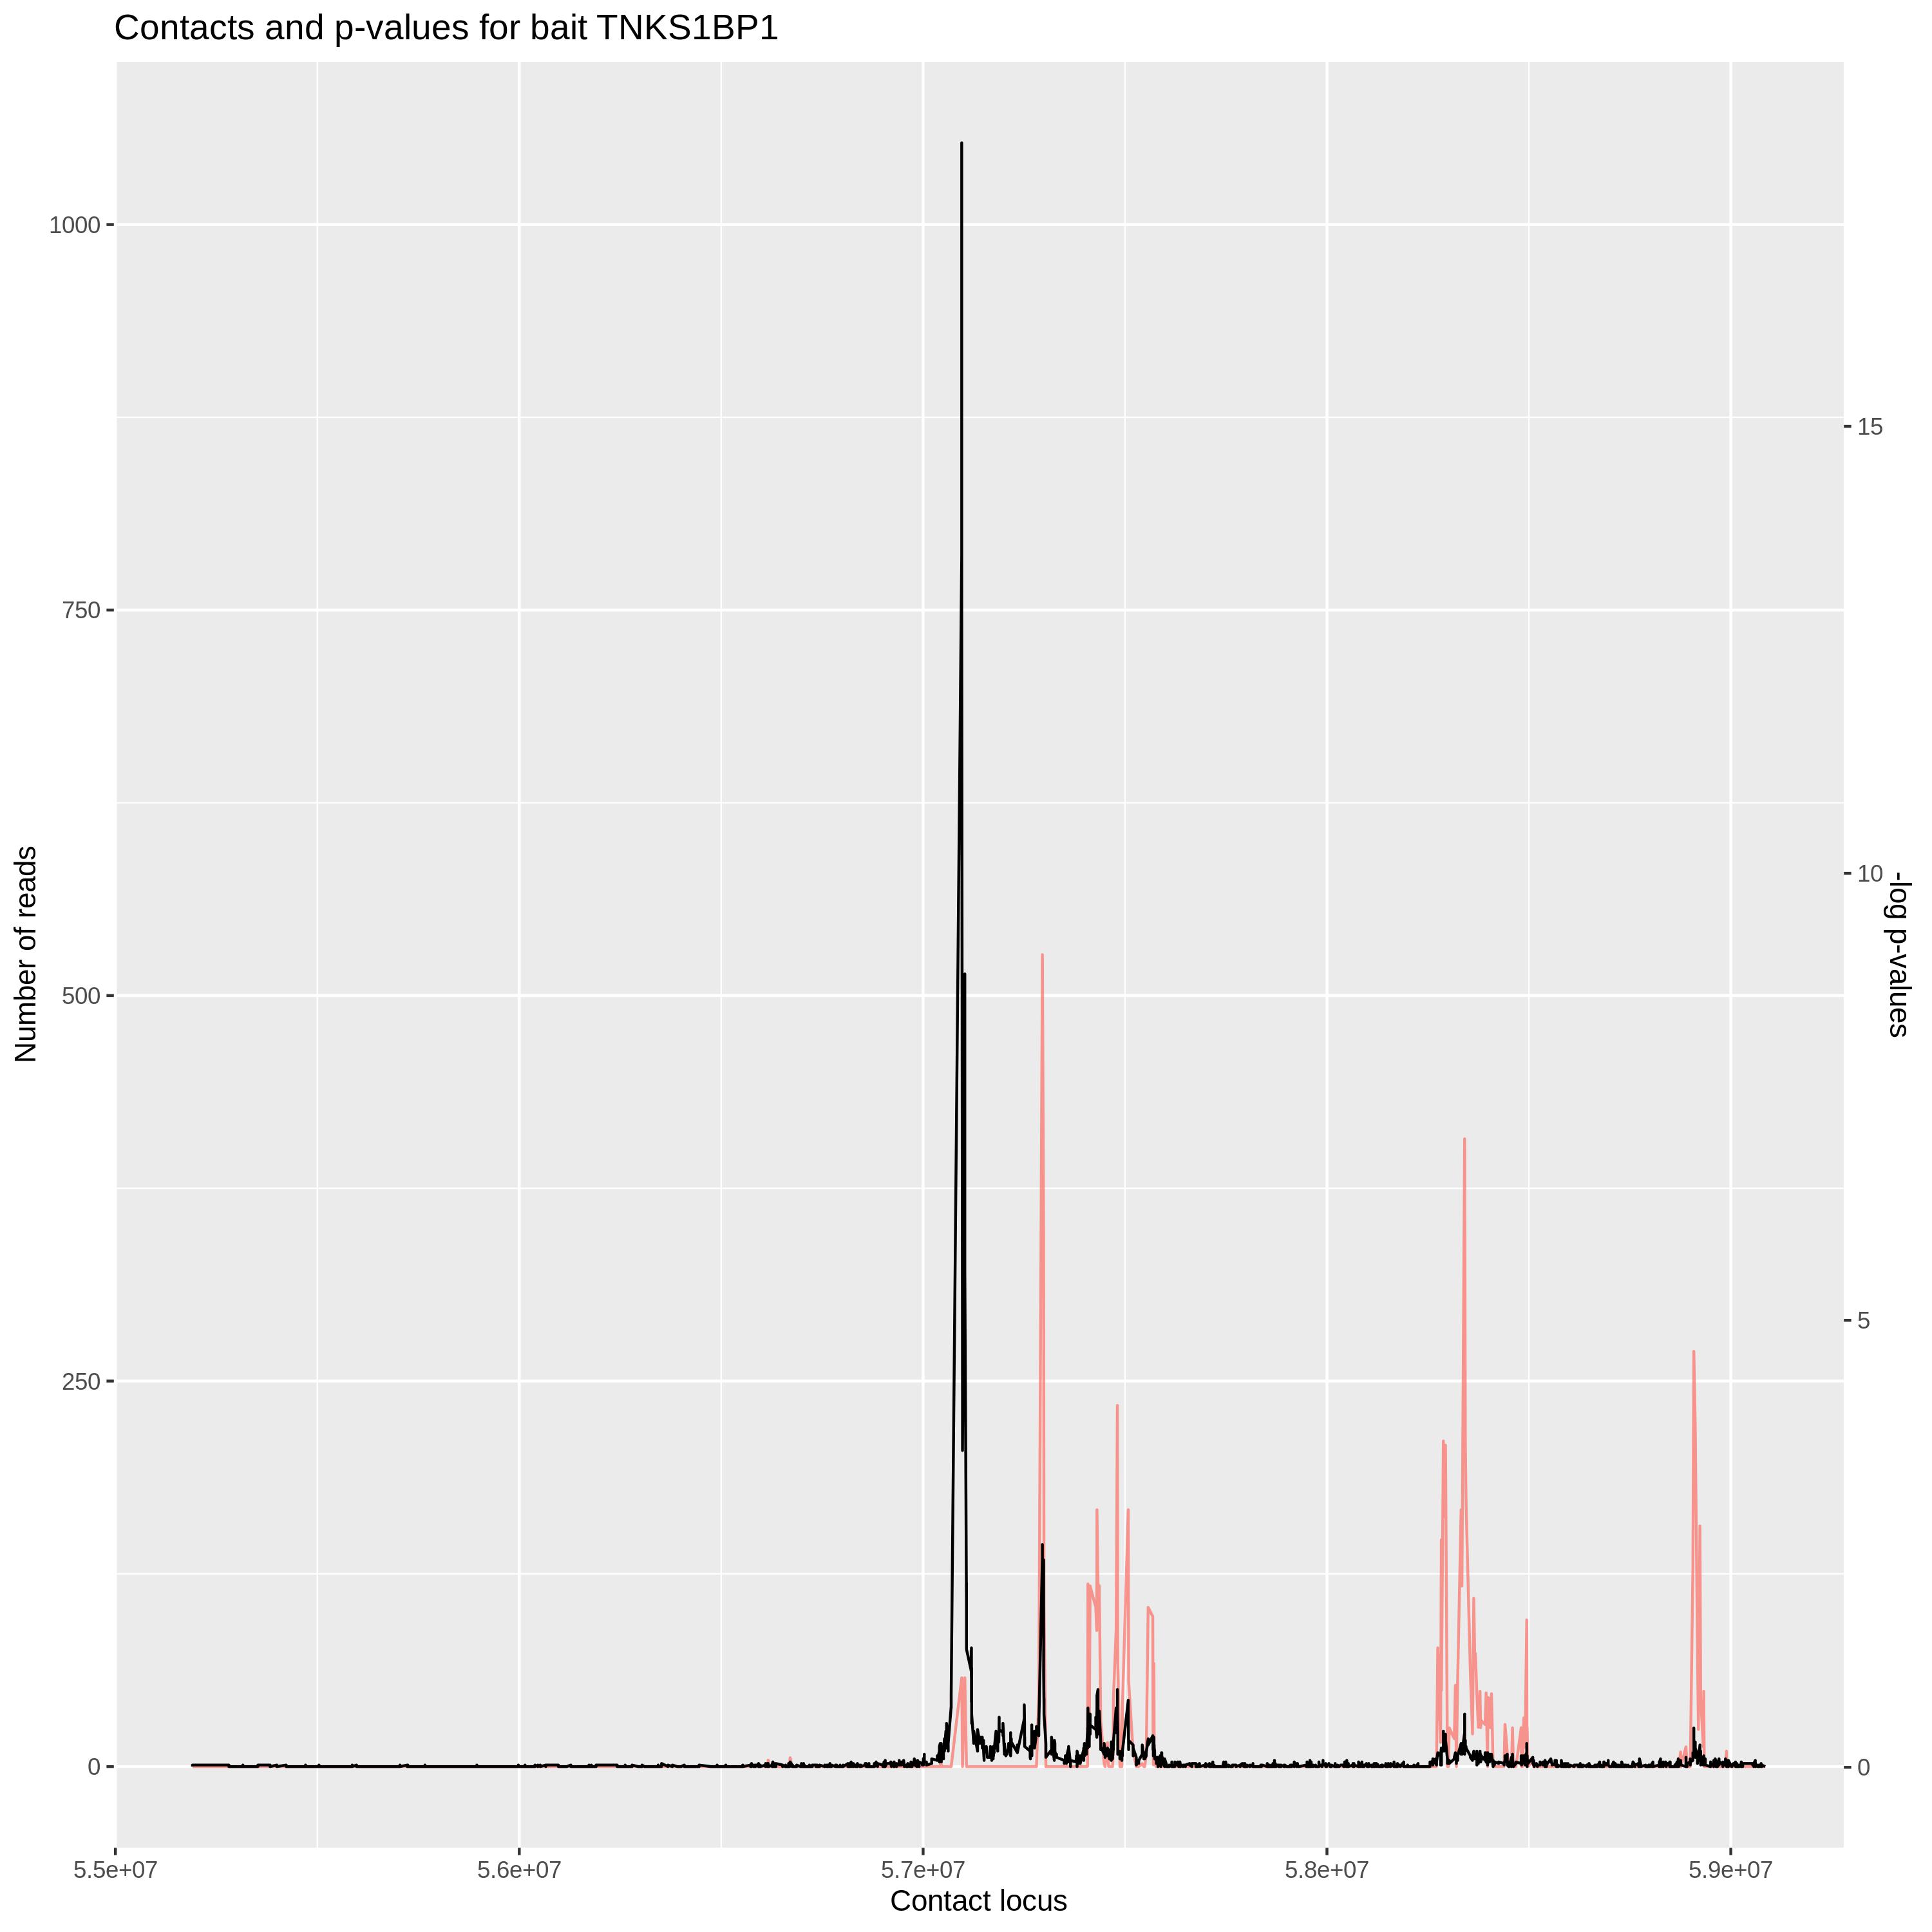 Contacts and p-values for bait TNKS1BP1
Number of reads
1000
750
500
250
0
15
10
5
0
-log p-values
5.5e+07
5.6e+07
5.7e+07
5.8e+07
5.9e+07
Contact locus